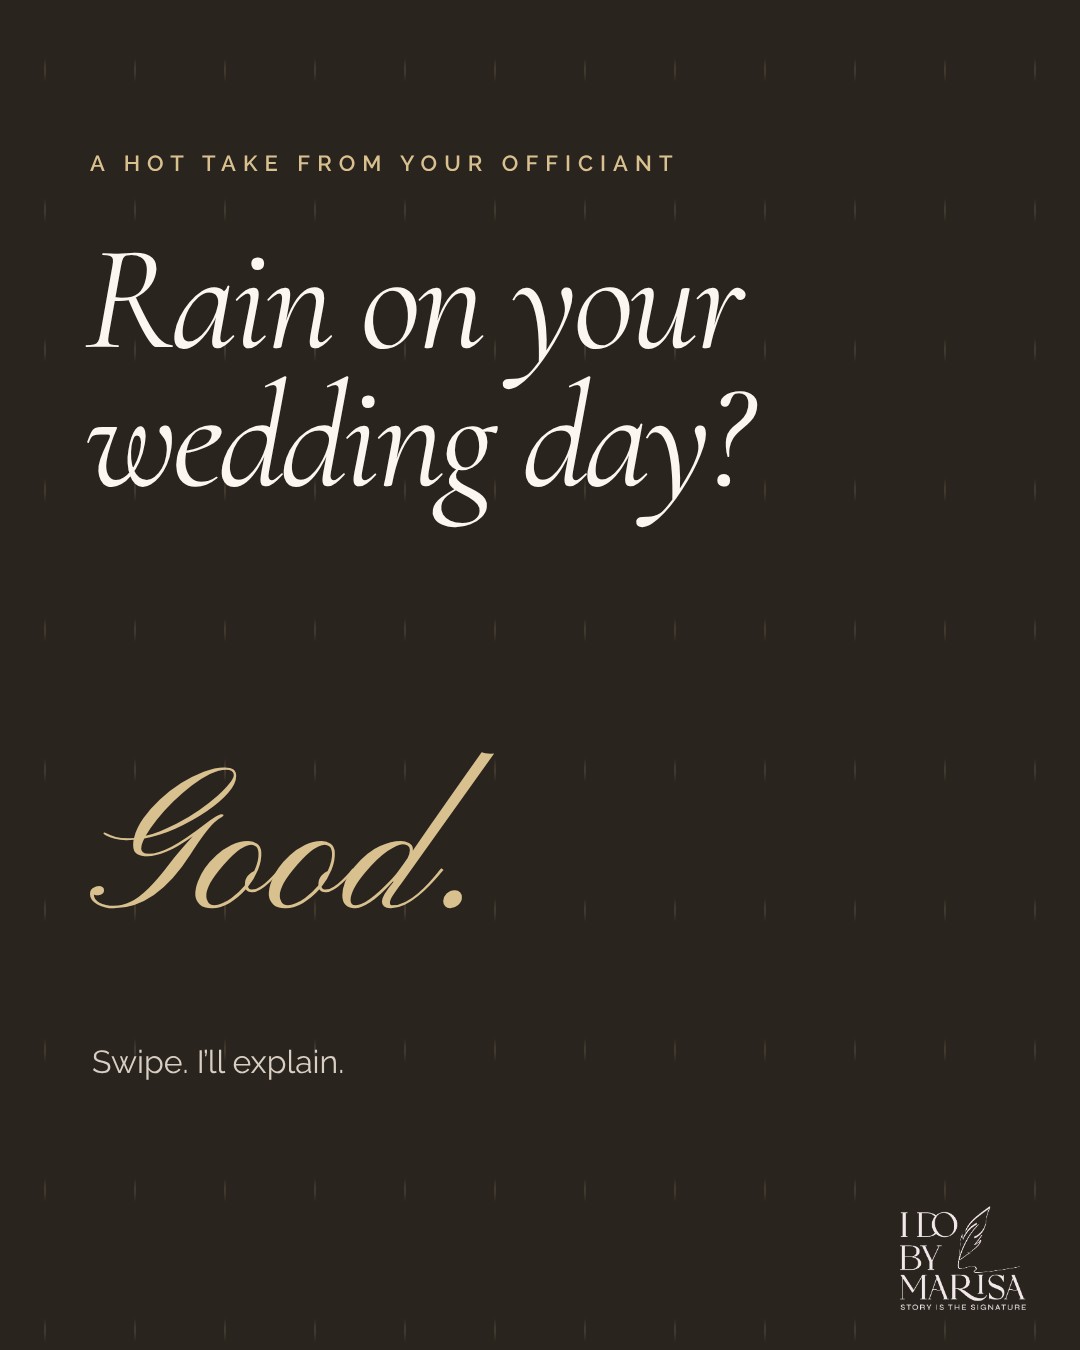 A HOT TAKE FROM YOUR OFFICIANT
Rain on your
wedding day?
Good.
Swipe. I'll explain.
I DO
BY
MARISA
STORY IS THE SIGNATURE